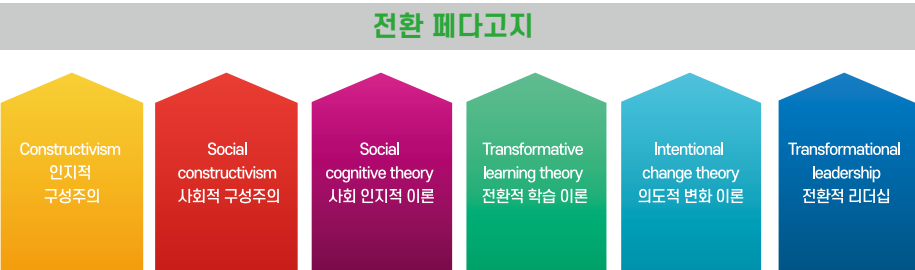 전환 페다고지
Constructivism
인지적
구성주의
Social
constructivism
사회적 구성주의
Social
cognitive theory
사회 인지적 이론
Transformative
learning theory
전환적 학습 이론
Intentional
change theory
의도적 변화 이론
Transformational
leadership
전환적 리더십